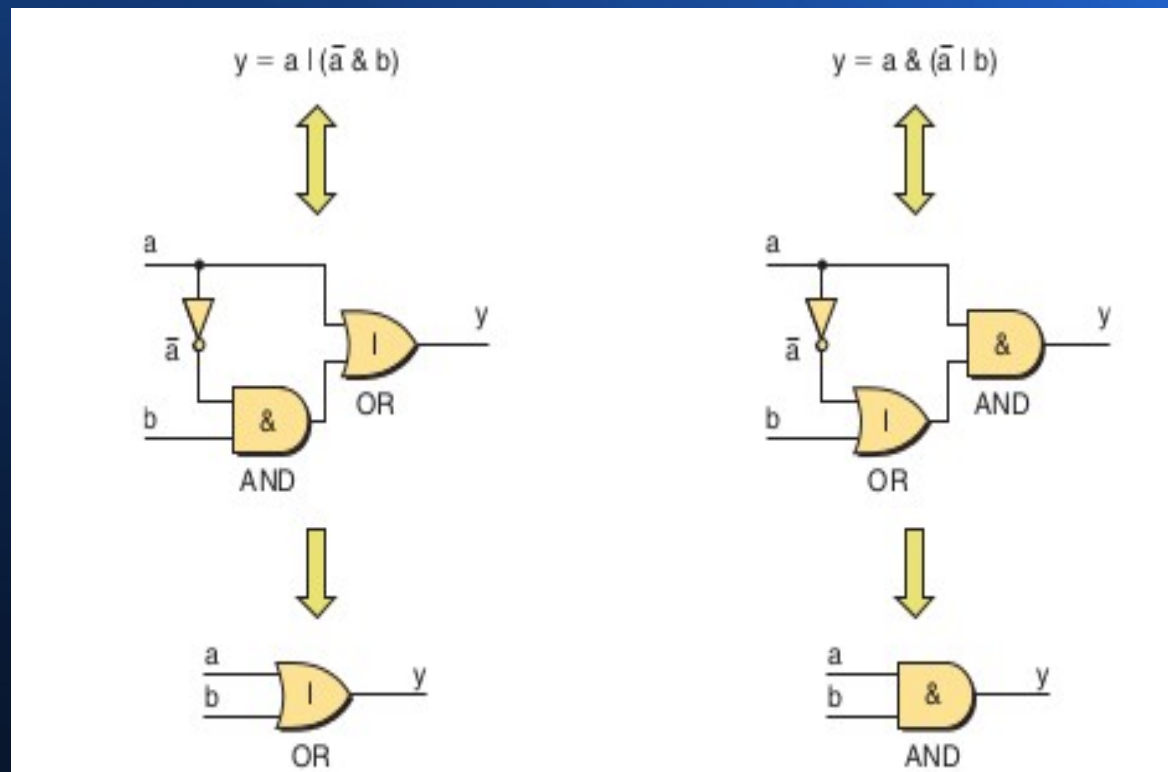 y = a | (a̅ & b)
a
a̅
b
&
AND
|
OR
y
a
b
|
y
OR
y = a & (a̅ | b)
a
a̅
b
|
OR
&
AND
y
a
b
&
y
AND